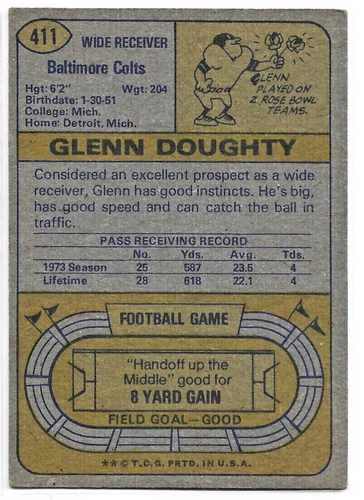 411
WIDE RECEIVER
Baltimore Colts
Hgt: 6'2" Wgt: 204
Birthdate: 1-30-51
College: Mich.
Home: Detroit, Mich.
GLENN
PLAYED ON
2 ROSE BOWL
TEAMS.
GLENN DOUGHTY
Considered an excellent prospect as a wide
receiver, Glenn has good instincts. He's big,
has good speed and can catch the ball in
traffic.
PASS RECEIVING RECORD
No. Yds. Avg. Tds.
1973 Season 25 587 23.5 4
Lifetime 28 618 22.1 4
FOOTBALL GAME
"Handoff up the
Middle" good for
8 YARD GAIN
FIELD GOAL—GOOD
** © T.C.G. PRTD. IN U.S.A.